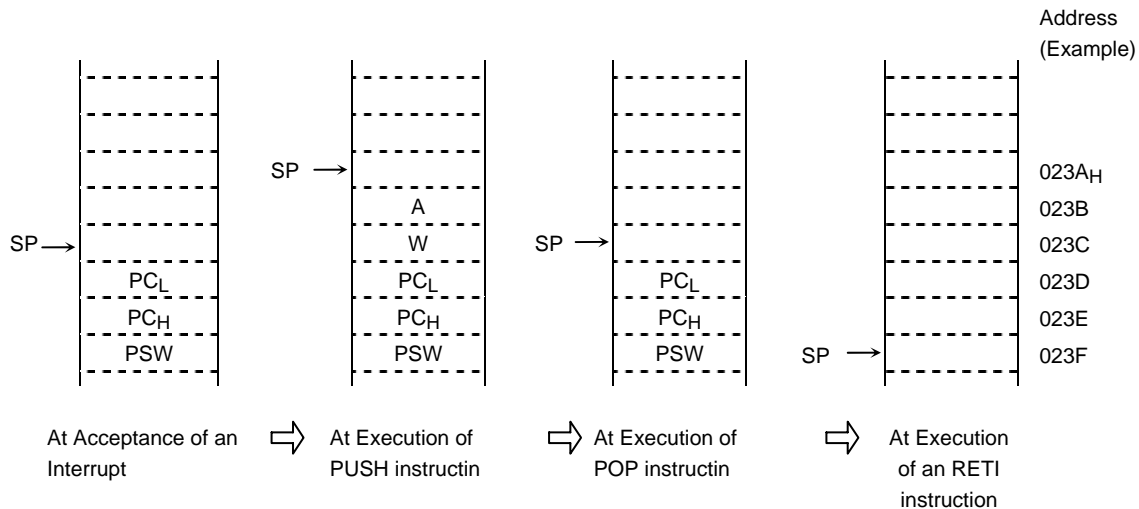 Address
(Example)
SP
023AH
A
023B
SP
W
SP
023C
PCL
PCL
PCL
023D
PCH
PCH
PCH
023E
PSW
PSW
PSW
SP
023F
At Acceptance of an
Interrupt
At Execution of
PUSH instructin
At Execution of
POP instructin
At Execution
of an RETI
instruction